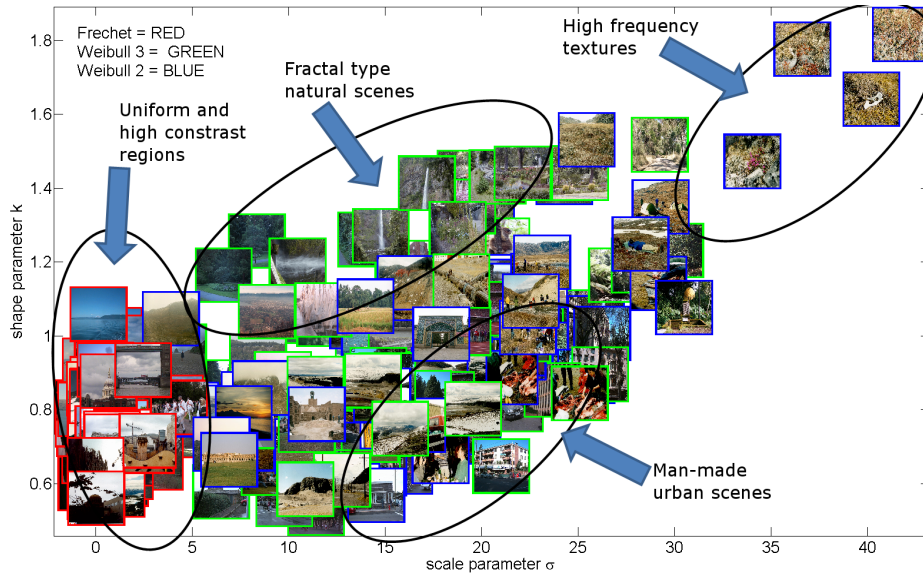 Frechet = RED
Weibull 3 = GREEN
Weibull 2 = BLUE
Uniform and
high constrast
regions
Fractal type
natural scenes
High frequency
textures
Man-made
urban scenes
shape parameter k
1.8
1.6
1.4
1.2
1
0.8
0.6
0 5 10 15 20 25 30 35 40
scale parameter σ